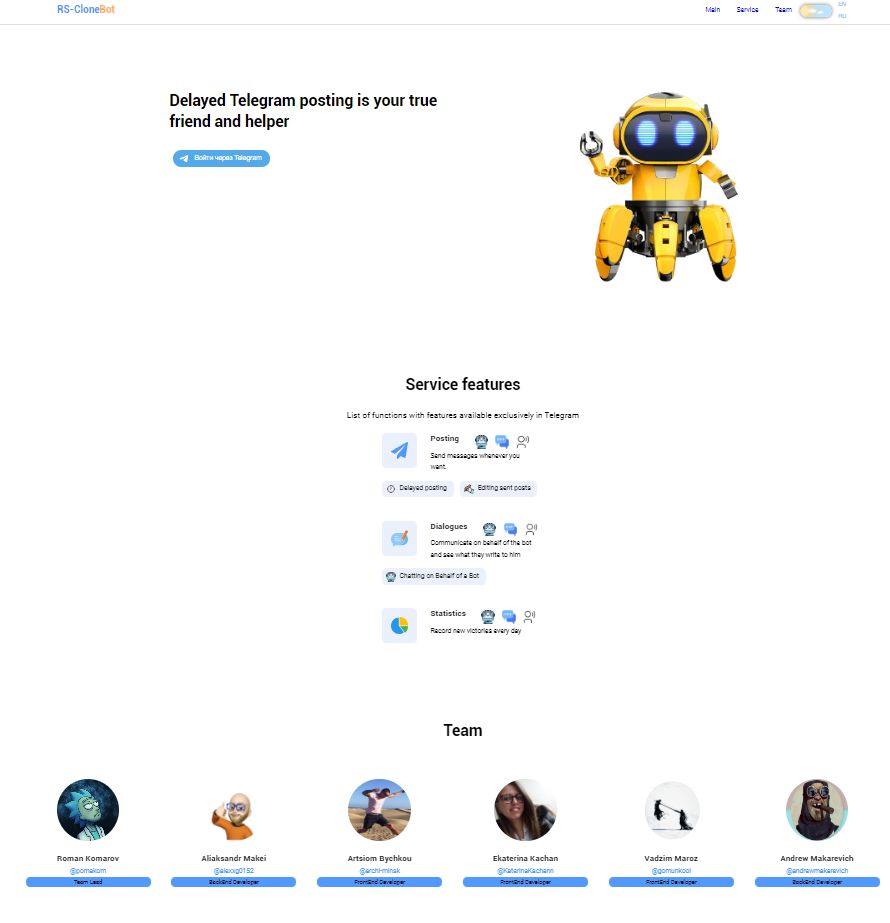 RS-CloneBot
Main Service Team
EN
RU
Delayed Telegram posting is your true
friend and helper
Войти через Telegram
Service features
List of functions with features available exclusively in Telegram
Posting
Send messages whenever you
want.
Delayed posting Editing sent posts
Dialogues
Communicate on behalf of the bot
and see what they write to him
Chatting on Behalf of a Bot
Statistics
Record new victories every day
Team
Roman Komarov Aliaksandr Makei Artsiom Bychkou Ekaterina Kachan Vadzim Maroz Andrew Makarevich
@pomakom @alexxg0152 @archi-minsk @KaterinaKachann @gomunkool @andrewmakarevich
Team Lead BackEnd Developer FrontEnd Developer FrontEnd Developer FrontEnd Developer BackEnd Developer